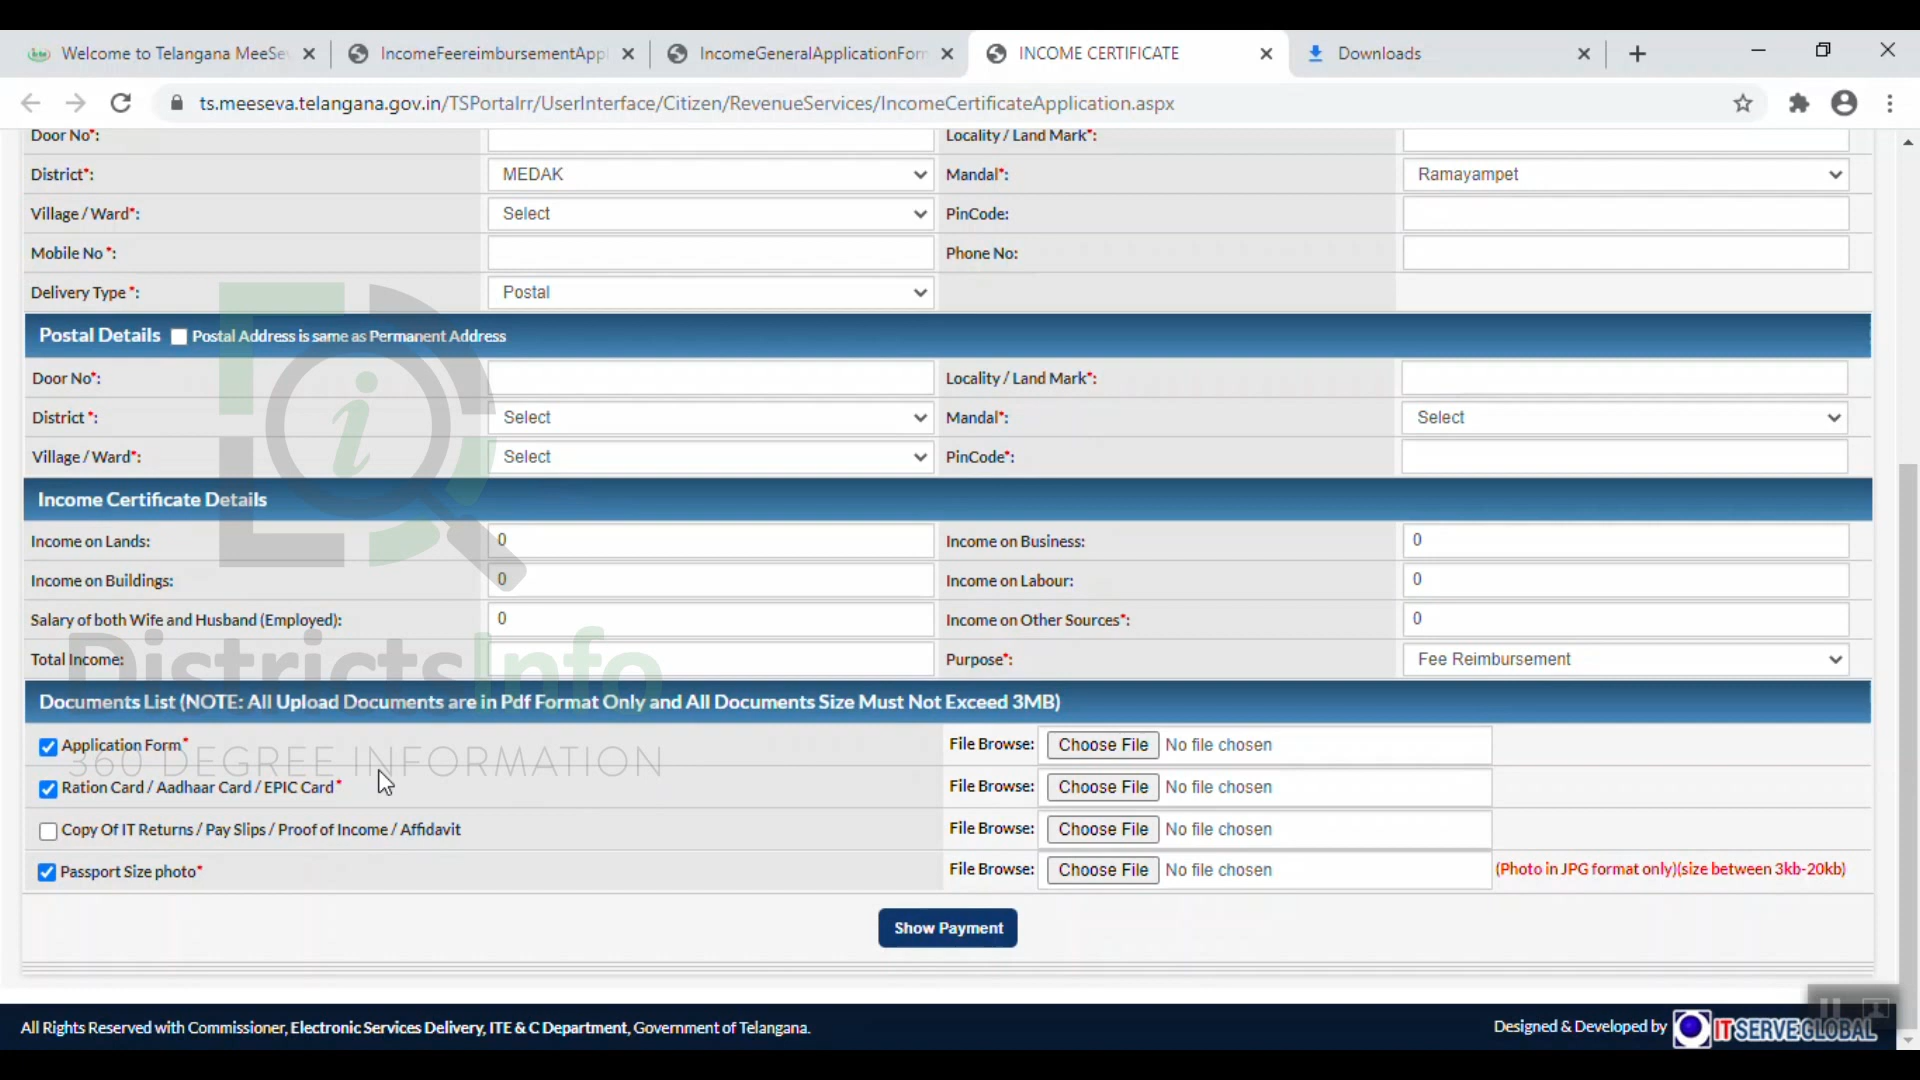 Welcome to Telangana MeeSe
IncomeFeereimbursementApp
IncomeGeneralApplicationForm
INCOME CERTIFICATE
Downloads
ts.meeseva.telangana.gov.in/TSPortalrr/UserInterface/Citizen/RevenueServices/IncomeCertificateApplication.aspx
Door No*:
Locality / Land Mark*:
District*: MEDAK
Mandal*: Ramayampet
Village / Ward*: Select
PinCode:
Mobile No *:
Phone No:
Delivery Type *: Postal
Postal Details Postal Address is same as Permanent Address
Door No*:
Locality / Land Mark*:
District *: Select
Mandal*: Select
Village / Ward*: Select
PinCode*:
Income Certificate Details
Income on Lands: 0
Income on Business: 0
Income on Buildings: 0
Income on Labour: 0
Salary of both Wife and Husband (Employed): 0
Income on Other Sources*: 0
DistrictsInfo
Total Income:
Purpose*: Fee Reimbursement
Documents List (NOTE: All Upload Documents are in Pdf Format Only and All Documents Size Must Not Exceed 3MB)
Application Form*
File Browse: Choose File No file chosen
360 DEGREE INFORMATION
Ration Card / Aadhaar Card / EPIC Card *
File Browse: Choose File No file chosen
Copy Of IT Returns / Pay Slips / Proof of Income / Affidavit
File Browse: Choose File No file chosen
Passport Size photo*
File Browse: Choose File No file chosen
(Photo in JPG format only)(size between 3kb-20kb)
Show Payment
All Rights Reserved with Commissioner, Electronic Services Delivery, ITE & C Department, Government of Telangana.
Designed & Developed by IT SERVE GLOBAL